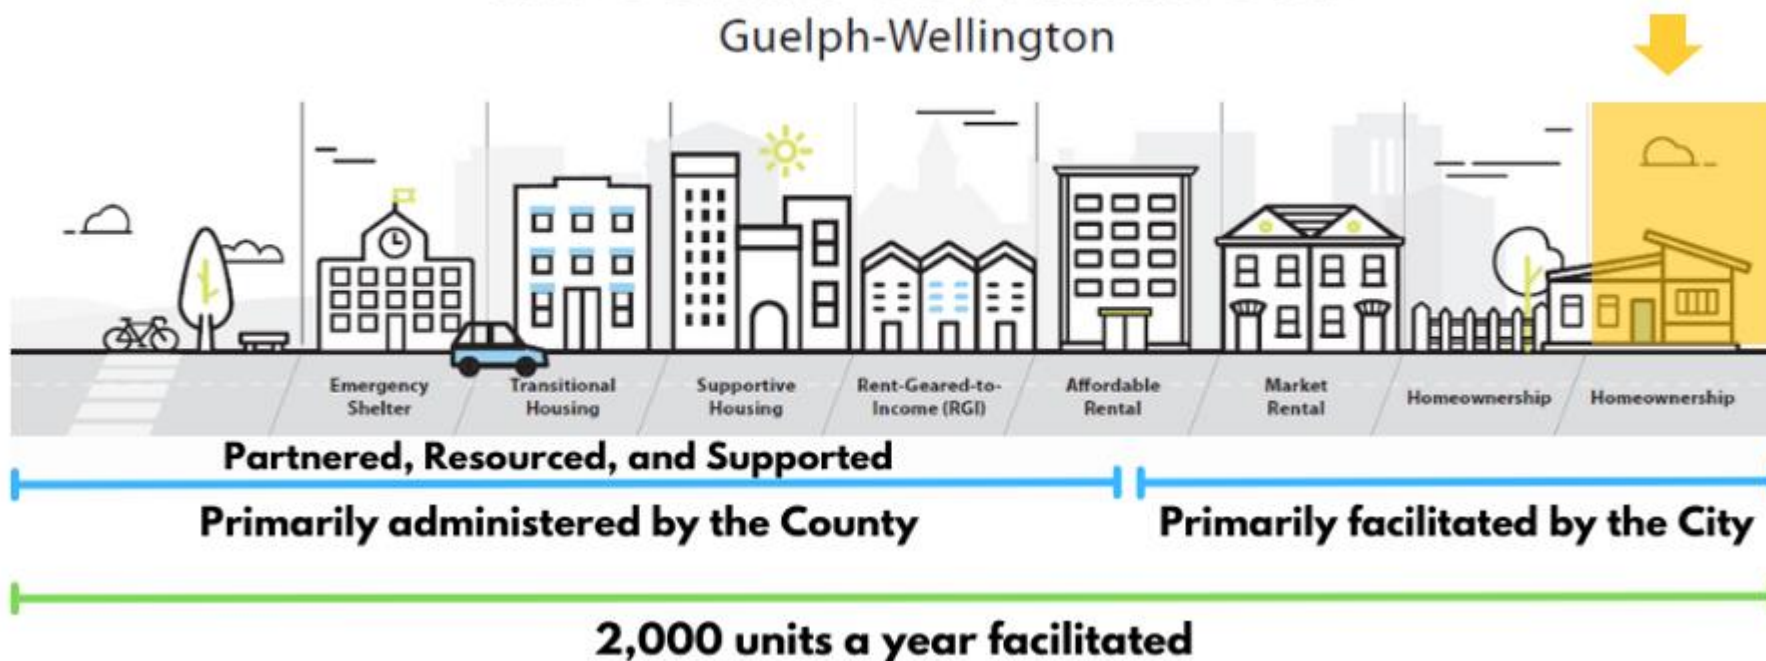 Guelph-Wellington
Emergency
Shelter
Transitional
Housing
Supportive
Housing
Rent-Geared-to-
Income (RGI)
Affordable
Rental
Market
Rental
Homeownership
Homeownership
Partnered, Resourced, and Supported
Primarily administered by the County
Primarily facilitated by the City
2,000 units a year facilitated